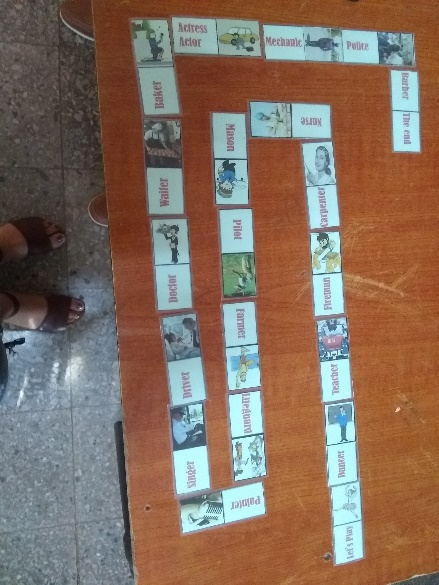 Let's Play
Dancer
Teacher
Fireman
Carpenter
Nurse
Mason
Pilot
Farmer
Lifeguard
Painter
Singer
Driver
Doctor
Waiter
Baker
Actress
Actor
Mechanic
Police
Barber
The end